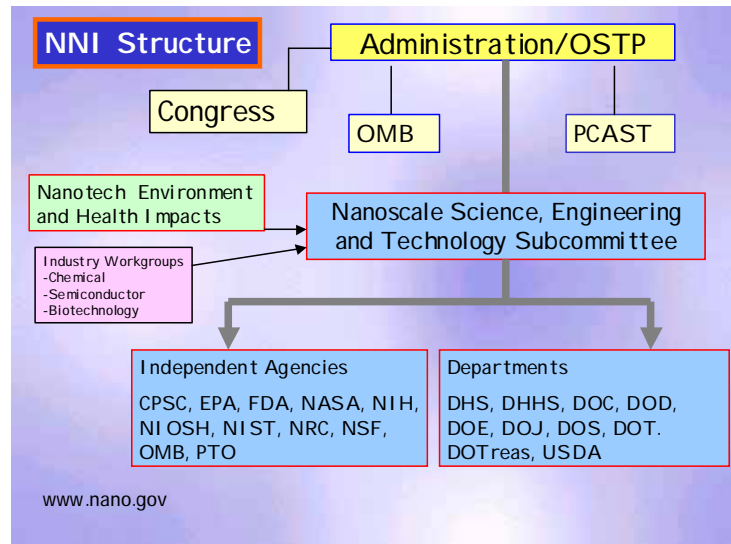 NNI Structure
Administration/OSTP
Congress
OMB
PCAST
Nanotech Environment
and Health Impacts
Nanoscale Science, Engineering
and Technology Subcommittee
Industry Workgroups
-Chemical
-Semiconductor
-Biotechnology
Independent Agencies
CPSC, EPA, FDA, NASA, NIH,
NIOSH, NIST, NRC, NSF,
OMB, PTO
Departments
DHS, DHHS, DOC, DOD,
DOE, DOJ, DOS, DOT.
DOTreas, USDA
www.nano.gov